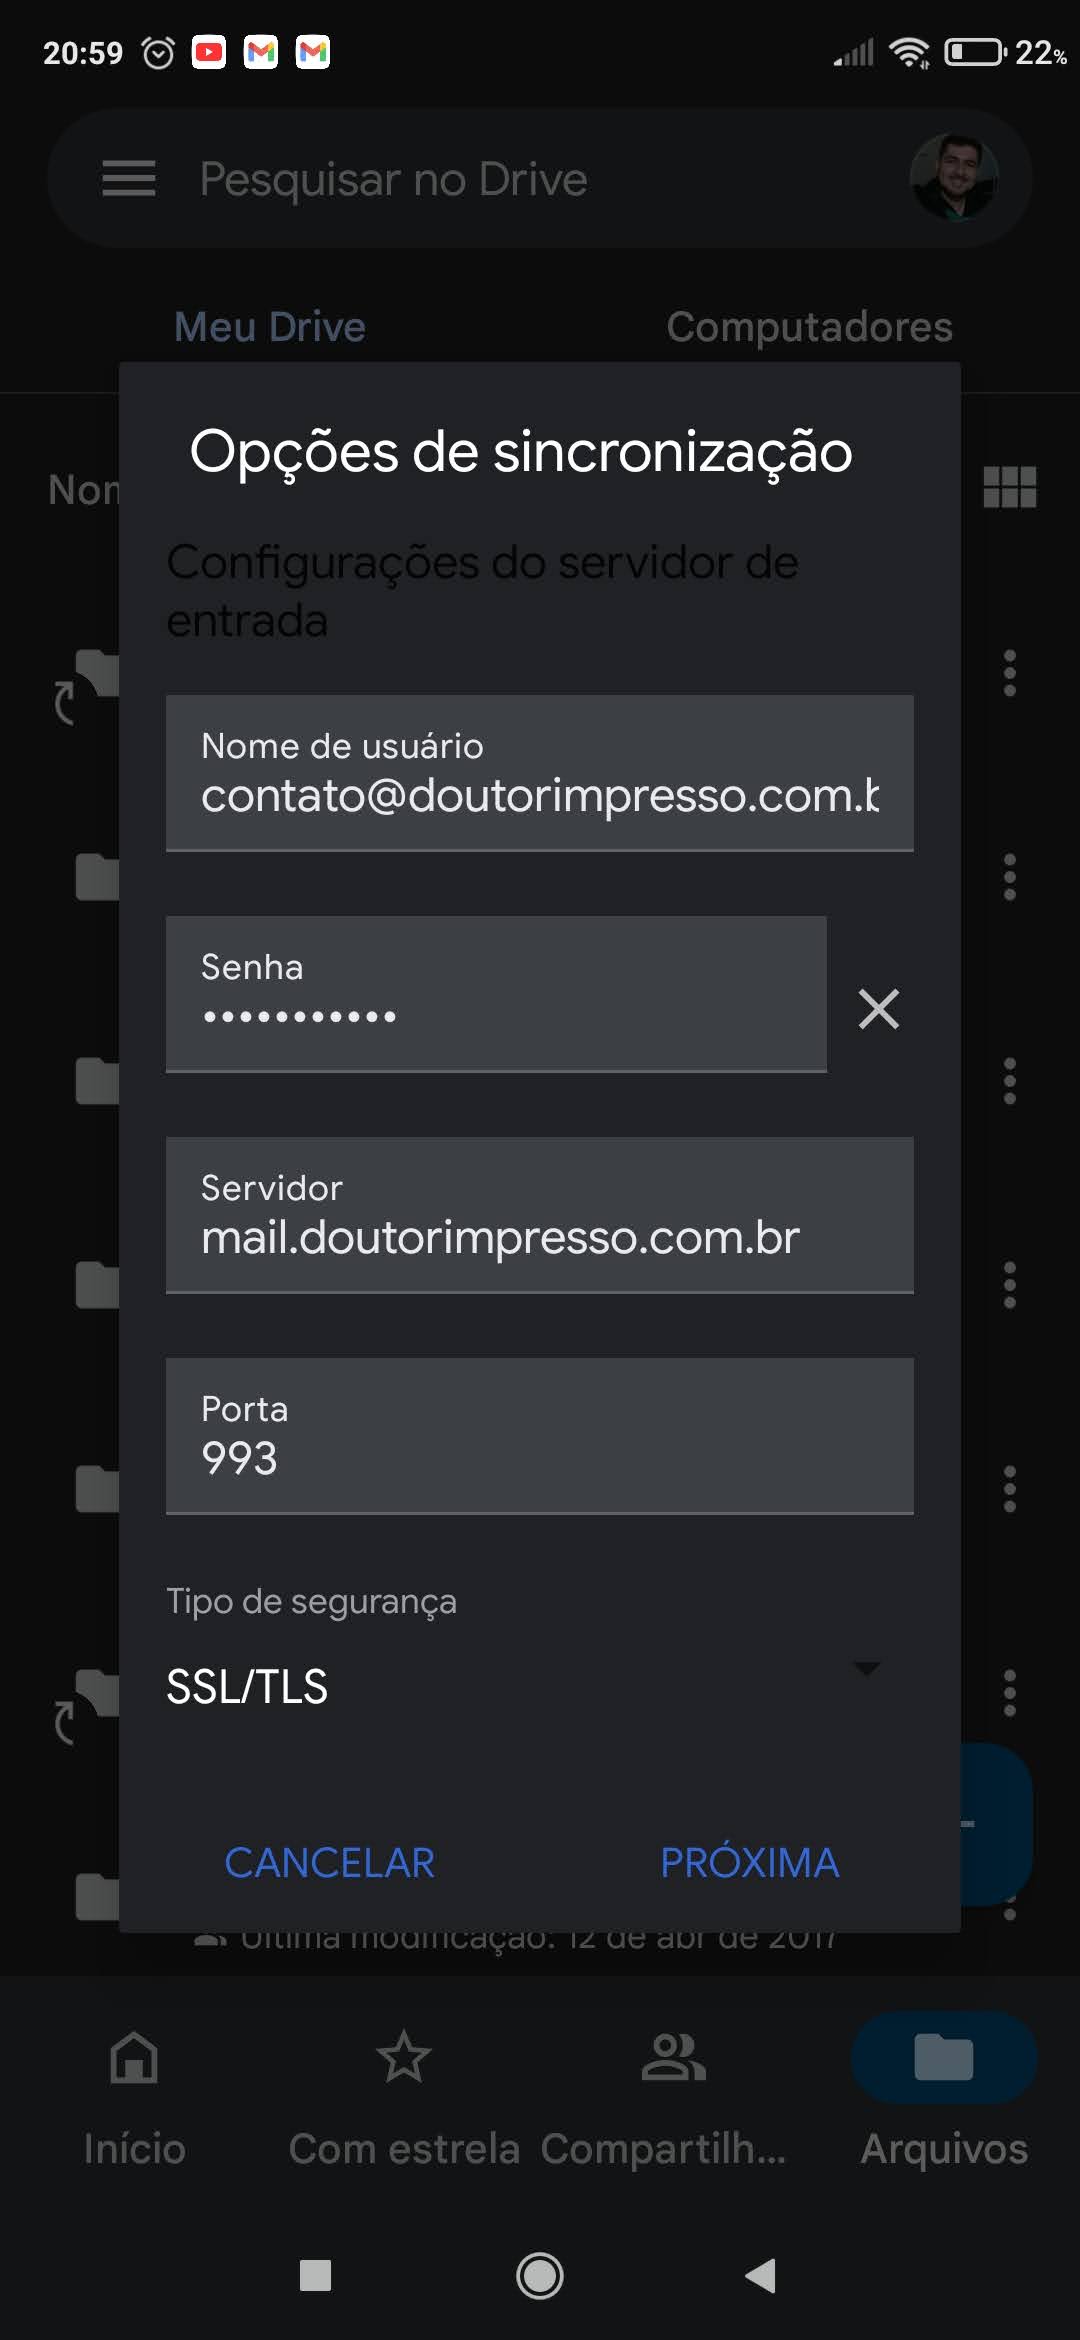 20:59 22%
Pesquisar no Drive
Meu Drive Computadores
Opções de sincronização
Configurações do servidor de
entrada
Nome de usuário
contato@doutorimpresso.com.b
Senha
•••••••••••
Servidor
mail.doutorimpresso.com.br
Porta
993
Tipo de segurança
SSL/TLS
CANCELAR PRÓXIMA
Última modificação: 12 de abr de 2017
Início Com estrela Compartilh... Arquivos